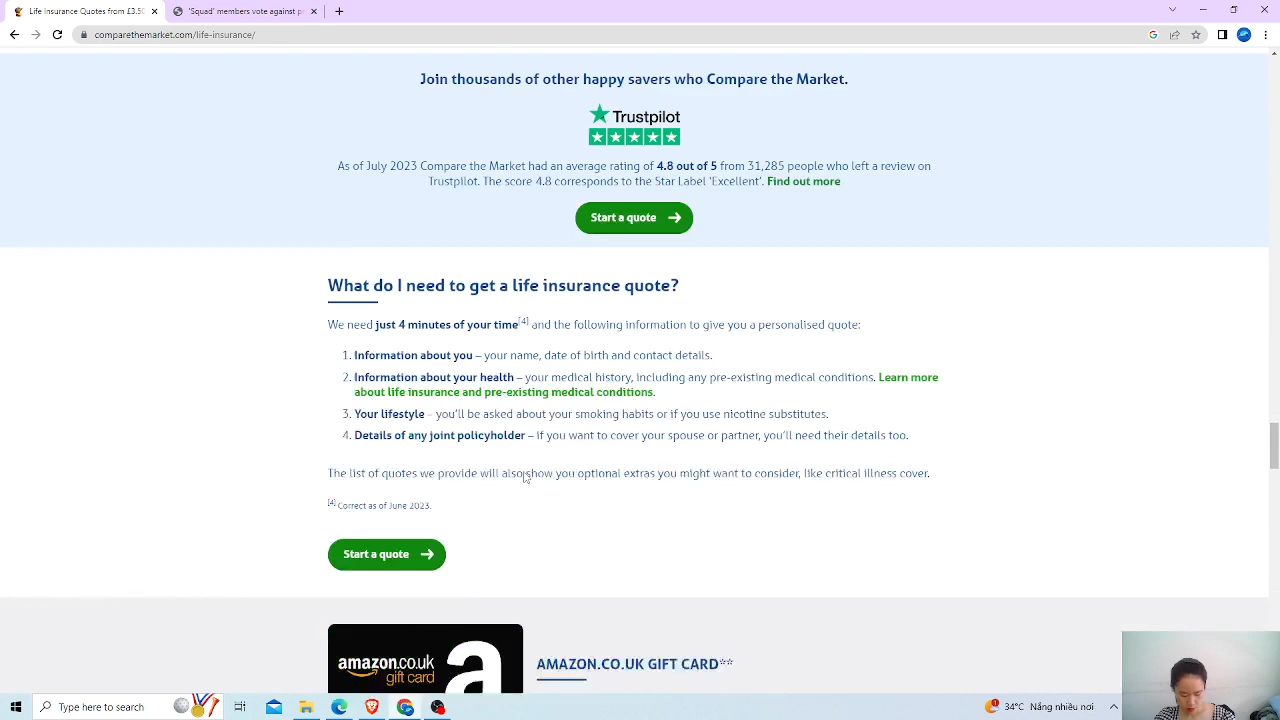 Life Insurance Quotes from £3.50
'Squad' members vote against pr
comparethemarket.com/life-insurance/
Join thousands of other happy savers who Compare the Market.
Trustpilot
As of July 2023 Compare the Market had an average rating of 4.8 out of 5 from 31,285 people who left a review on
Trustpilot. The score 4.8 corresponds to the Star Label 'Excellent'. Find out more
Start a quote
What do I need to get a life insurance quote?
We need just 4 minutes of your time[4] and the following information to give you a personalised quote:
1. Information about you – your name, date of birth and contact details.
2. Information about your health – your medical history, including any pre-existing medical conditions. Learn more
about life insurance and pre-existing medical conditions.
3. Your lifestyle – you'll be asked about your smoking habits or if you use nicotine substitutes.
4. Details of any joint policyholder – if you want to cover your spouse or partner, you'll need their details too.
The list of quotes we provide will also show you optional extras you might want to consider, like critical illness cover.
[4] Correct as of June 2023.
Start a quote
amazon.co.uk
gift card
a
AMAZON.CO.UK GIFT CARD**
Type here to search
34°C Nắng nhiều nơi